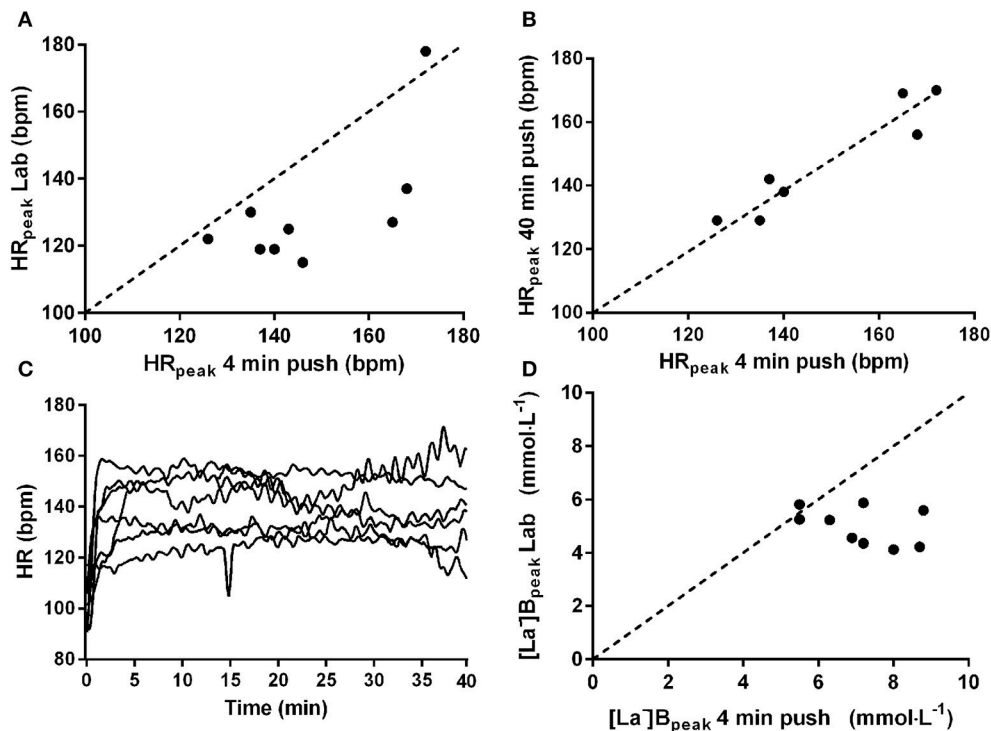 A
HRpeak Lab (bpm)
180
160
140
120
100
100 120 140 160 180
HRpeak 4 min push (bpm)
B
HRpeak 40 min push (bpm)
180
160
140
120
100
100 120 140 160 180
HRpeak 4 min push (bpm)
C
HR (bpm)
180
160
140
120
100
80
0 5 10 15 20 25 30 35 40
Time (min)
D
[La-]Bpeak Lab (mmol·L-1)
10
8
6
4
2
0
0 2 4 6 8 10
[La-]Bpeak 4 min push (mmol·L-1)